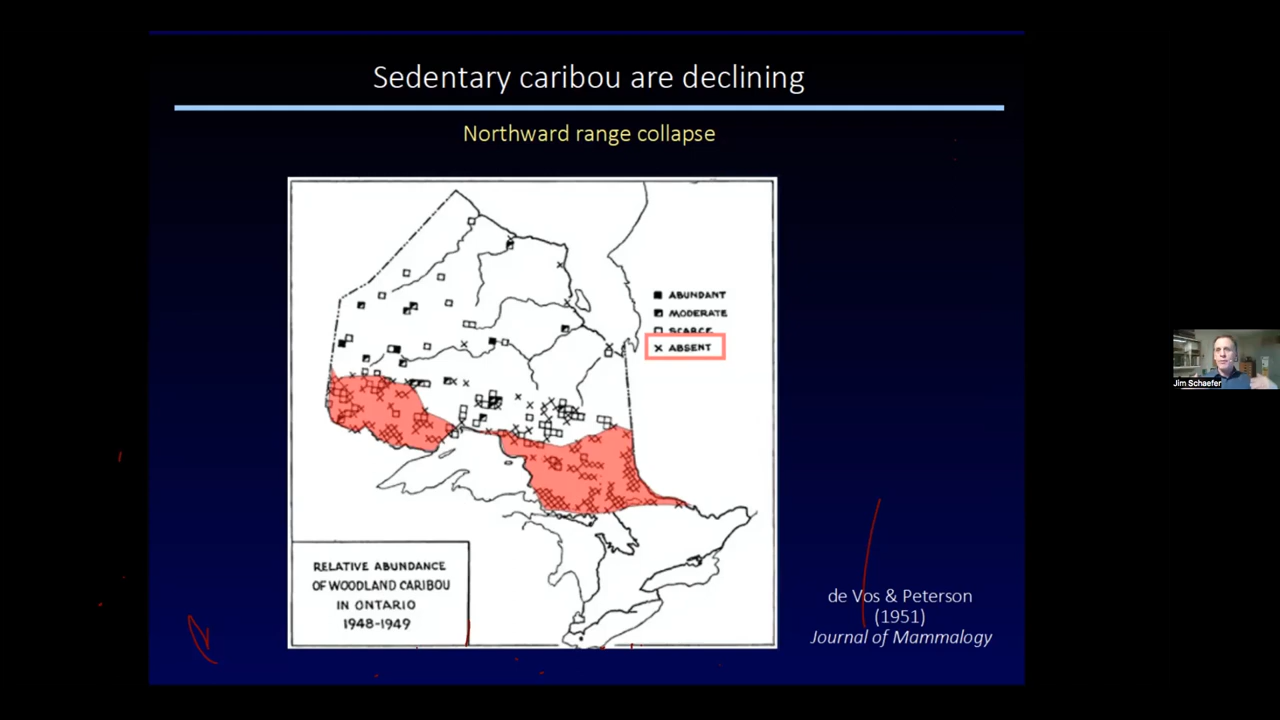 Sedentary caribou are declining
Northward range collapse
ABUNDANT
MODERATE
SCARCE
ABSENT
RELATIVE ABUNDANCE
OF WOODLAND CARIBOU
IN ONTARIO
1948-1949
de Vos & Peterson
(1951)
Journal of Mammalogy
Jim Schaefer